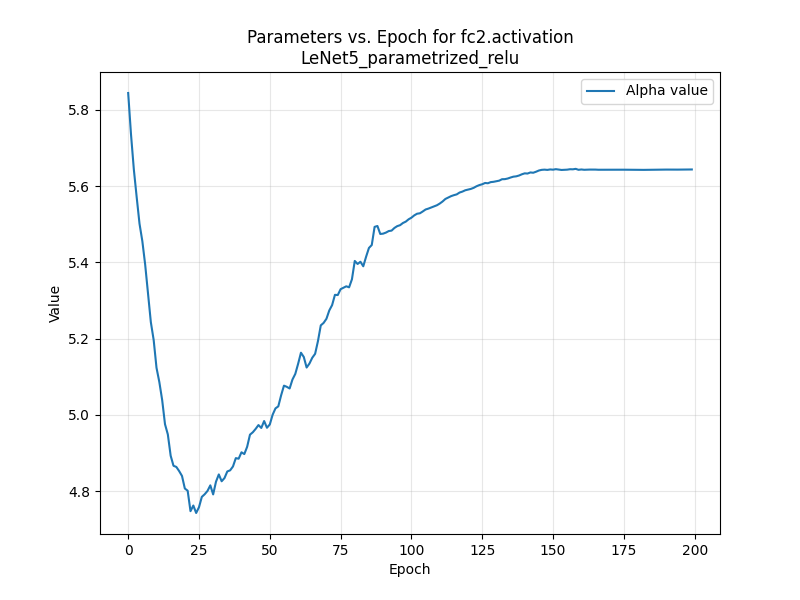 Parameters vs. Epoch for fc2.activation
LeNet5_parametrized_relu
Alpha value
5.8
5.6
5.4
5.2
5.0
4.8
Value
0 25 50 75 100 125 150 175 200
Epoch